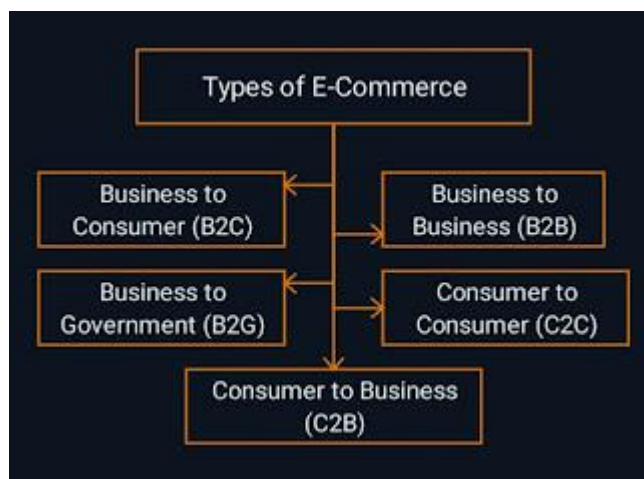 Types of E-Commerce
Business to
Consumer (B2C)
Business to
Business (B2B)
Business to
Government (B2G)
Consumer to
Consumer (C2C)
Consumer to Business
(C2B)